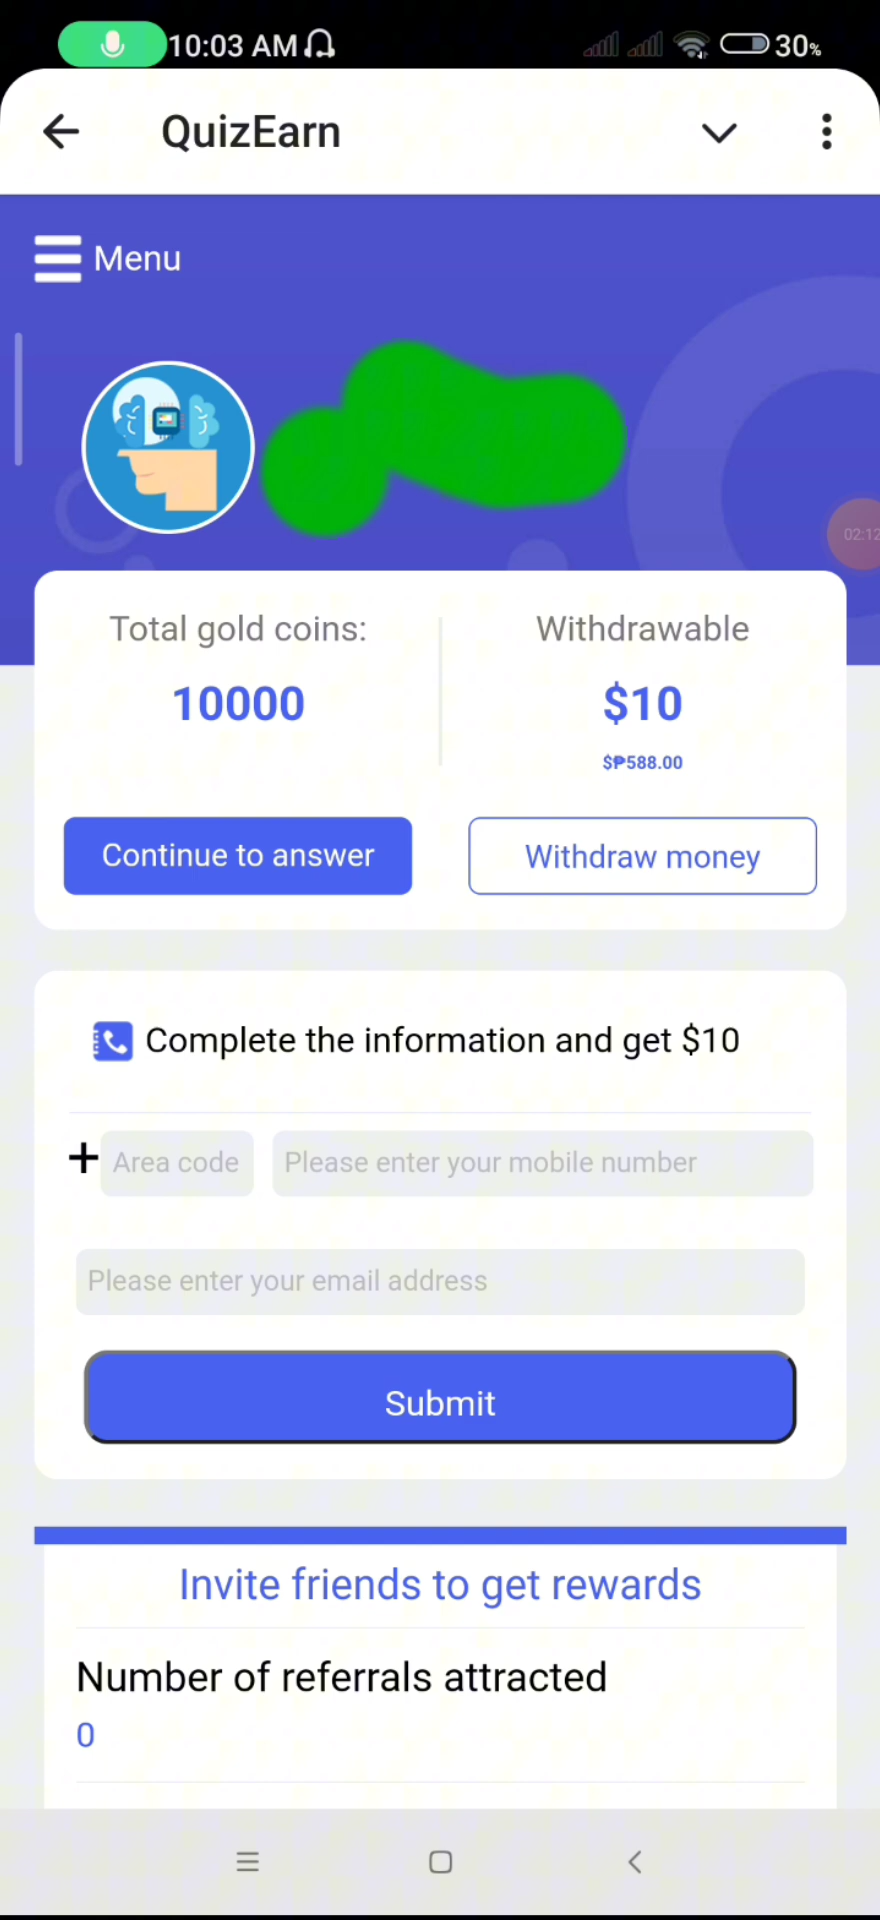 10:03 AM 30%
QuizEarn
Menu
02:12
Total gold coins: Withdrawable
10000 $10
$₱588.00
Continue to answer Withdraw money
Complete the information and get $10
+ Area code Please enter your mobile number
Please enter your email address
Submit
Invite friends to get rewards
Number of referrals attracted
0